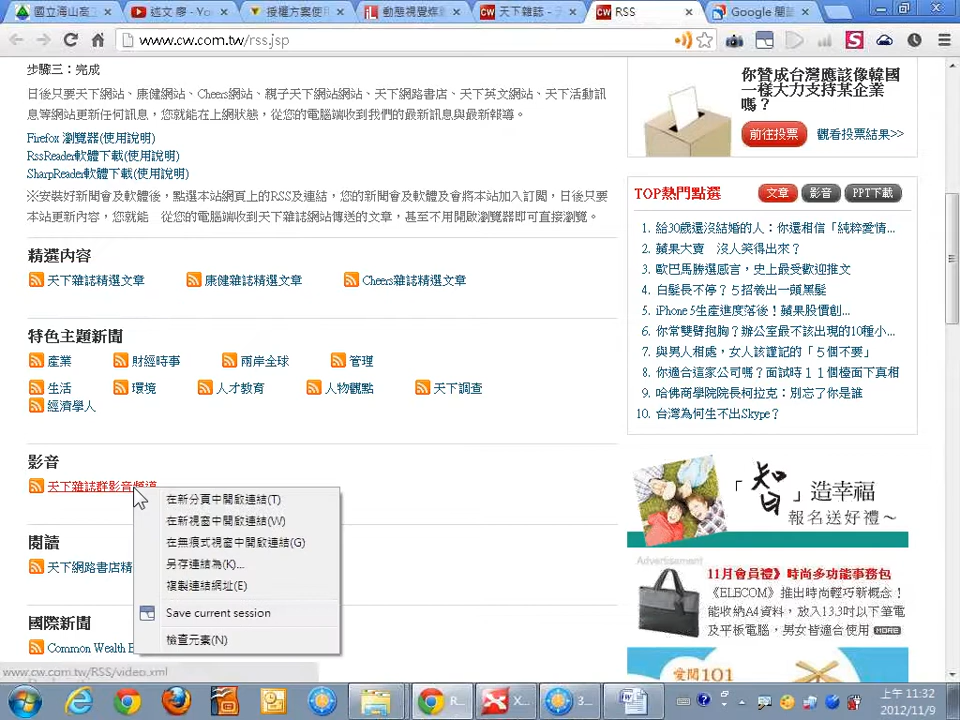 國立海山高
述文 廖 - Yo
授權方案使
動態視覺爆
天下雜誌 - 天
RSS
Google 閱讀
www.cw.com.tw/rss.jsp
步驟三：完成
日後只要天下網站、康健網站、Cheers網站、親子天下網站網站、天下網路書店、天下英文網站、天下活動訊
息等網站更新任何訊息，您就能在上網狀態，從您的電腦端收到我們的最新訊息與最新報導。
Firefox 瀏覽器(使用說明)
RssReader軟體下載(使用說明)
SharpReader軟體下載(使用說明)
※安裝好新聞會及軟體後，點選本站網頁上的RSS及連結，您的新聞會及軟體及會將本站加入訂閱，日後只要
本站更新內容，您就能　從您的電腦端收到天下雜誌網站傳送的文章，甚至不用開啟瀏覽器即可直接瀏覽。
精選內容
天下雜誌精選文章 康健雜誌精選文章 Cheers雜誌精選文章
特色主題新聞
產業 財經時事 兩岸全球 管理
生活 環境 人才教育 人物觀點 天下調查
經濟學人
影音
天下雜誌群影音頻道
在新分頁中開啟連結(T)
在新視窗中開啟連結(W)
在無痕式視窗中開啟連結(G)
另存連結為(K)...
複製連結網址(E)
Save current session
檢查元素(N)
閱讀
天下網路書店精
國際新聞
Common Wealth E
www.cw.com.tw/RSS/video.xml
你贊成台灣應該像韓國
一樣大力支持某企業
嗎？
前往投票 觀看投票結果>>
TOP熱門點選 文章 影音 PPT下載
1. 給30歲還沒結婚的人：你還相信「純粹愛情...
2. 蘋果大賣　沒人笑得出來？
3. 歐巴馬勝選感言，史上最受歡迎推文
4. 白髮長不停？５招養出一頭黑髮
5. iPhone 5生產進度落後！蘋果股價創...
6. 你常雙臂抱胸？辦公室最不該出現的10種小...
7. 與男人相處，女人該謹記的「５個不要」
8. 你適合這家公司嗎？面試時１１個檯面下真相
9. 哈佛商學院院長柯拉克：別忘了你是誰
10. 台灣為何生不出Skype？
「知習」造幸福
報名送好禮～
Advertisement
11月會員禮》時尚多功能事務包
《ELECOM》推出時尚輕巧新概念！
能收納A4資料，放入13.3吋以下筆電
及平板電腦，男女皆適合使用 MORE
愛閱101
R... X... 3...
上午 11:32
2012/11/9